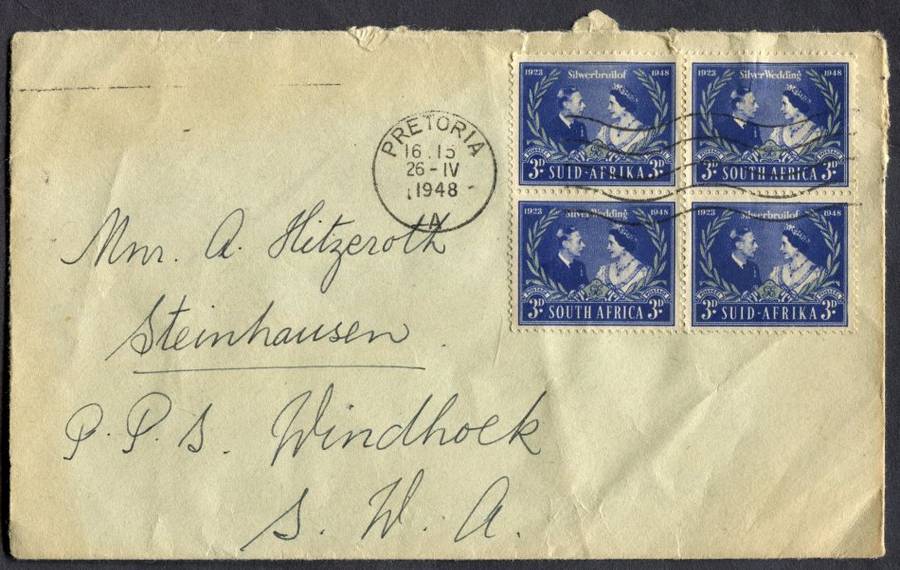 PRETORIA
16.15
26-IV
1948
1923 Silwerbruilof 1948
3D SUID-AFRIKA 3D
1923 Silver Wedding 1948
3D SOUTH AFRICA 3D
1923 Silver Wedding 1948
3D SOUTH AFRICA 3D
1923 Silwerbruilof 1948
3D SUID-AFRIKA 3D
Mnr. A. Hitzeroth
Steinhausen.
P.P.S. Windhoek
S. W. A.